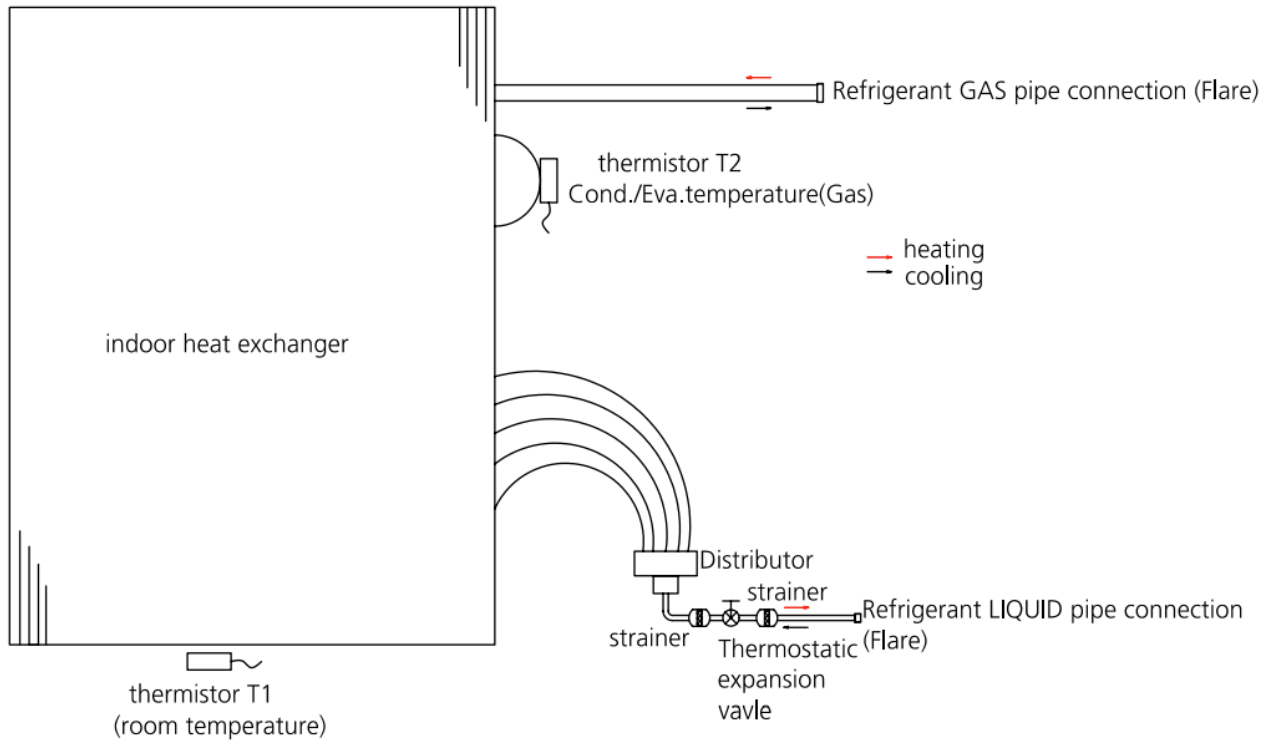 Refrigerant GAS pipe connection (Flare)
thermistor T2
Cond./Eva.temperature(Gas)
heating
cooling
indoor heat exchanger
Distributor
strainer
Refrigerant LIQUID pipe connection
(Flare)
strainer
Thermostatic
expansion
vavle
thermistor T1
(room temperature)